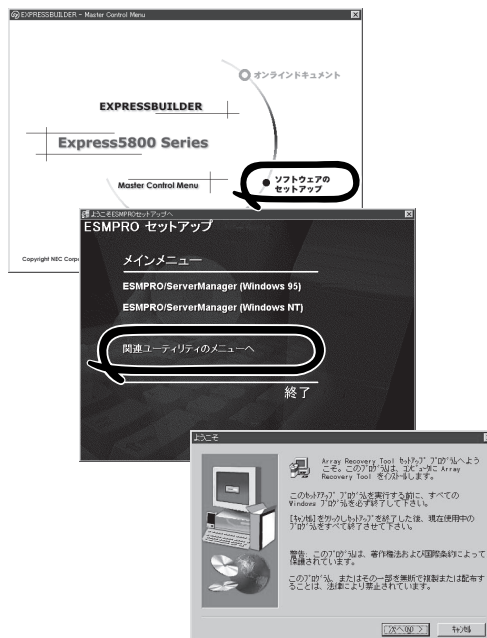 EXPRESSBUILDER - Master Control Menu
オンラインドキュメント
EXPRESSBUILDER
Express5800 Series
Master Control Menu
ソフトウェアの
セットアップ
Copyright NEC Corpo
ようこそESMPROセットアップへ
ESMPRO セットアップ
メインメニュー
ESMPRO/ServerManager (Windows 95)
ESMPRO/ServerManager (Windows NT)
関連ユーティリティのメニューへ
終了
ようこそ
Array Recovery Tool ｾｯﾄｱｯﾌﾟ ﾌﾟﾛｸﾞﾗﾑへよう
こそ。このﾌﾟﾛｸﾞﾗﾑは、ｺﾝﾋﾟｭｰﾀに Array
Recovery Tool をｲﾝｽﾄｰﾙします。
このｾｯﾄｱｯﾌﾟ ﾌﾟﾛｸﾞﾗﾑを実行する前に、すべての
Windows ﾌﾟﾛｸﾞﾗﾑを必ず終了して下さい。
[ｷｬﾝｾﾙ]をｸﾘｯｸしｾｯﾄｱｯﾌﾟを終了した後、現在使用中の
ﾌﾟﾛｸﾞﾗﾑをすべて終了させて下さい。
警告: このﾌﾟﾛｸﾞﾗﾑは、著作権法および国際条約によって
保護されています。
このﾌﾟﾛｸﾞﾗﾑ、またはその一部を無断で複製または配布す
ることは、法律により禁止されています。
次へ(N) >
ｷｬﾝｾﾙ